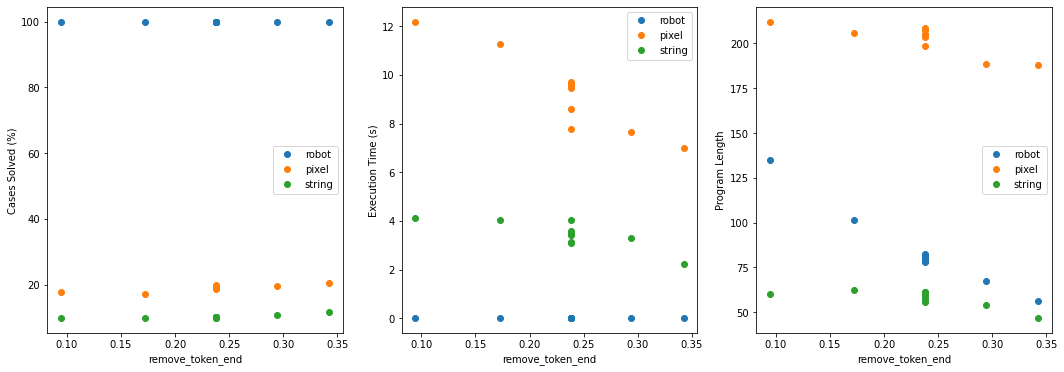 100
80
60
40
20
Cases Solved (%)
robot
pixel
string
0.10 0.15 0.20 0.25 0.30 0.35
remove_token_end
12
10
8
6
4
2
0
Execution Time (s)
robot
pixel
string
0.10 0.15 0.20 0.25 0.30 0.35
remove_token_end
200
175
150
125
100
75
50
Program Length
robot
pixel
string
0.10 0.15 0.20 0.25 0.30 0.35
remove_token_end